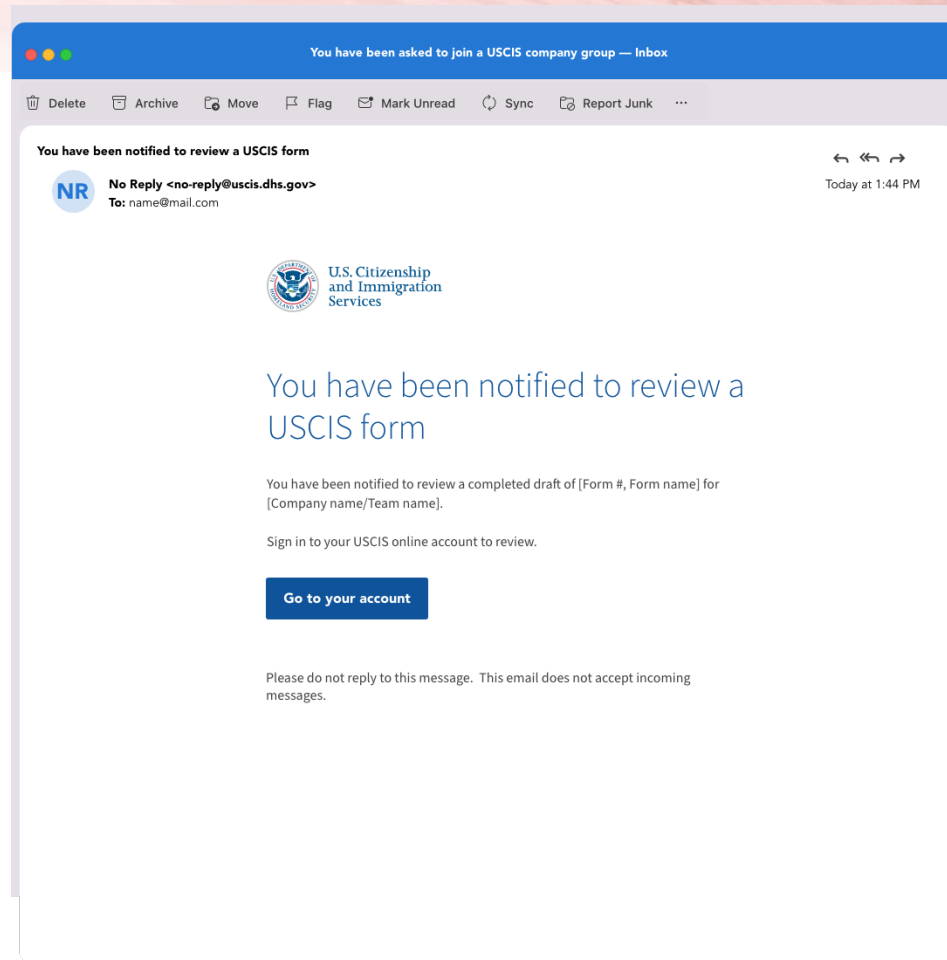 You have been asked to join a USCIS company group — Inbox
Delete Archive Move Flag Mark Unread Sync Report Junk ···
You have been notified to review a USCIS form
NR
No Reply <no-reply@uscis.dhs.gov>
Today at 1:44 PM
To: name@mail.com
U.S. Citizenship
and Immigration
Services
You have been notified to review a
USCIS form
You have been notified to review a completed draft of [Form #, Form name] for
[Company name/Team name].
Sign in to your USCIS online account to review.
Go to your account
Please do not reply to this message.  This email does not accept incoming
messages.